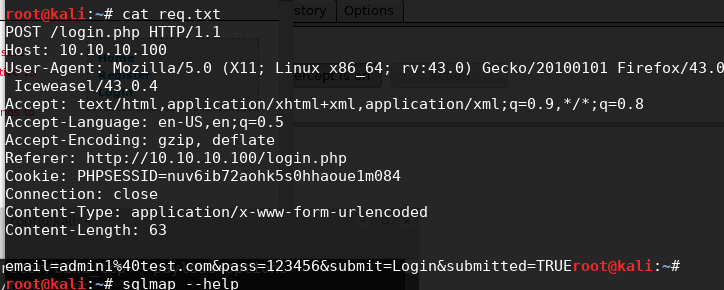 story Options
root@kali:~# cat req.txt
POST /login.php HTTP/1.1
Host: 10.10.10.100
User-Agent: Mozilla/5.0 (X11; Linux x86_64; rv:43.0) Gecko/20100101 Firefox/43.0
Iceweasel/43.0.4
Accept: text/html,application/xhtml+xml,application/xml;q=0.9,*/*;q=0.8
Accept-Language: en-US,en;q=0.5
Accept-Encoding: gzip, deflate
Referer: http://10.10.10.100/login.php
Cookie: PHPSESSID=nuv6ib72aohk5s0hhaoue1m084
Connection: close
Content-Type: application/x-www-form-urlencoded
Content-Length: 63
email=admin1%40test.com&pass=123456&submit=Login&submitted=TRUEroot@kali:~#
root@kali:~# sqlmap --help